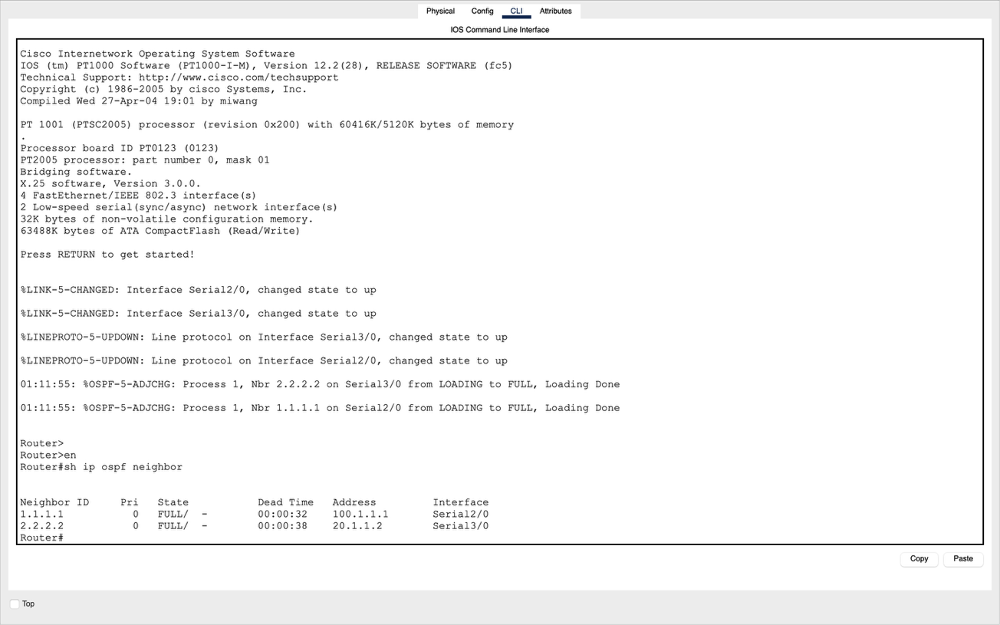 Physical Config CLI Attributes
IOS Command Line Interface
Cisco Internetwork Operating System Software
IOS (tm) PT1000 Software (PT1000-I-M), Version 12.2(28), RELEASE SOFTWARE (fc5)
Technical Support: http://www.cisco.com/techsupport
Copyright (c) 1986-2005 by cisco Systems, Inc.
Compiled Wed 27-Apr-04 19:01 by miwang
PT 1001 (PTSC2005) processor (revision 0x200) with 60416K/5120K bytes of memory
.
Processor board ID PT0123 (0123)
PT2005 processor: part number 0, mask 01
Bridging software.
X.25 software, Version 3.0.0.
4 FastEthernet/IEEE 802.3 interface(s)
2 Low-speed serial(sync/async) network interface(s)
32K bytes of non-volatile configuration memory.
63488K bytes of ATA CompactFlash (Read/Write)
Press RETURN to get started!
%LINK-5-CHANGED: Interface Serial2/0, changed state to up
%LINK-5-CHANGED: Interface Serial3/0, changed state to up
%LINEPROTO-5-UPDOWN: Line protocol on Interface Serial3/0, changed state to up
%LINEPROTO-5-UPDOWN: Line protocol on Interface Serial2/0, changed state to up
01:11:55: %OSPF-5-ADJCHG: Process 1, Nbr 2.2.2.2 on Serial3/0 from LOADING to FULL, Loading Done
01:11:55: %OSPF-5-ADJCHG: Process 1, Nbr 1.1.1.1 on Serial2/0 from LOADING to FULL, Loading Done
Router>
Router>en
Router#sh ip ospf neighbor
Neighbor ID Pri State Dead Time Address Interface
1.1.1.1 0 FULL/ - 00:00:32 100.1.1.1 Serial2/0
2.2.2.2 0 FULL/ - 00:00:38 20.1.1.2 Serial3/0
Router#
Copy Paste
Top